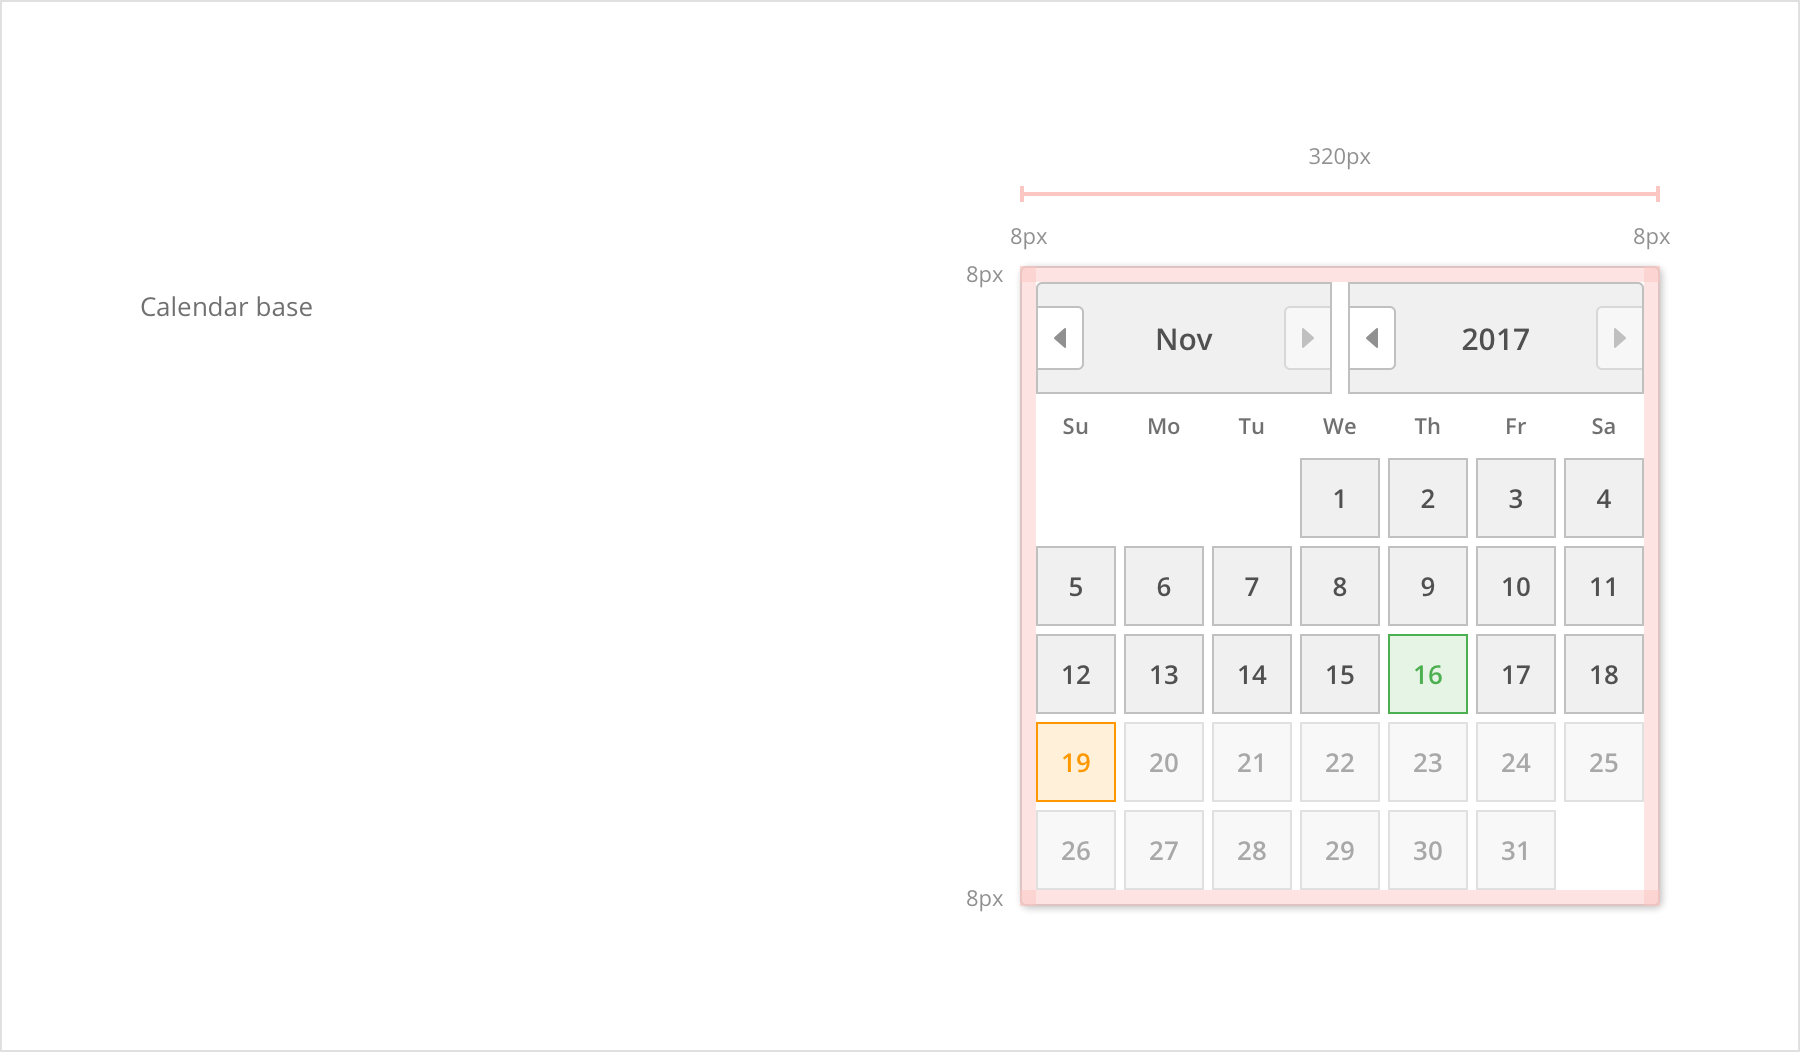 320px
8px 8px
8px
Calendar base
Nov 2017
Su Mo Tu We Th Fr Sa
1 2 3 4
5 6 7 8 9 10 11
12 13 14 15 16 17 18
19 20 21 22 23 24 25
26 27 28 29 30 31
8px